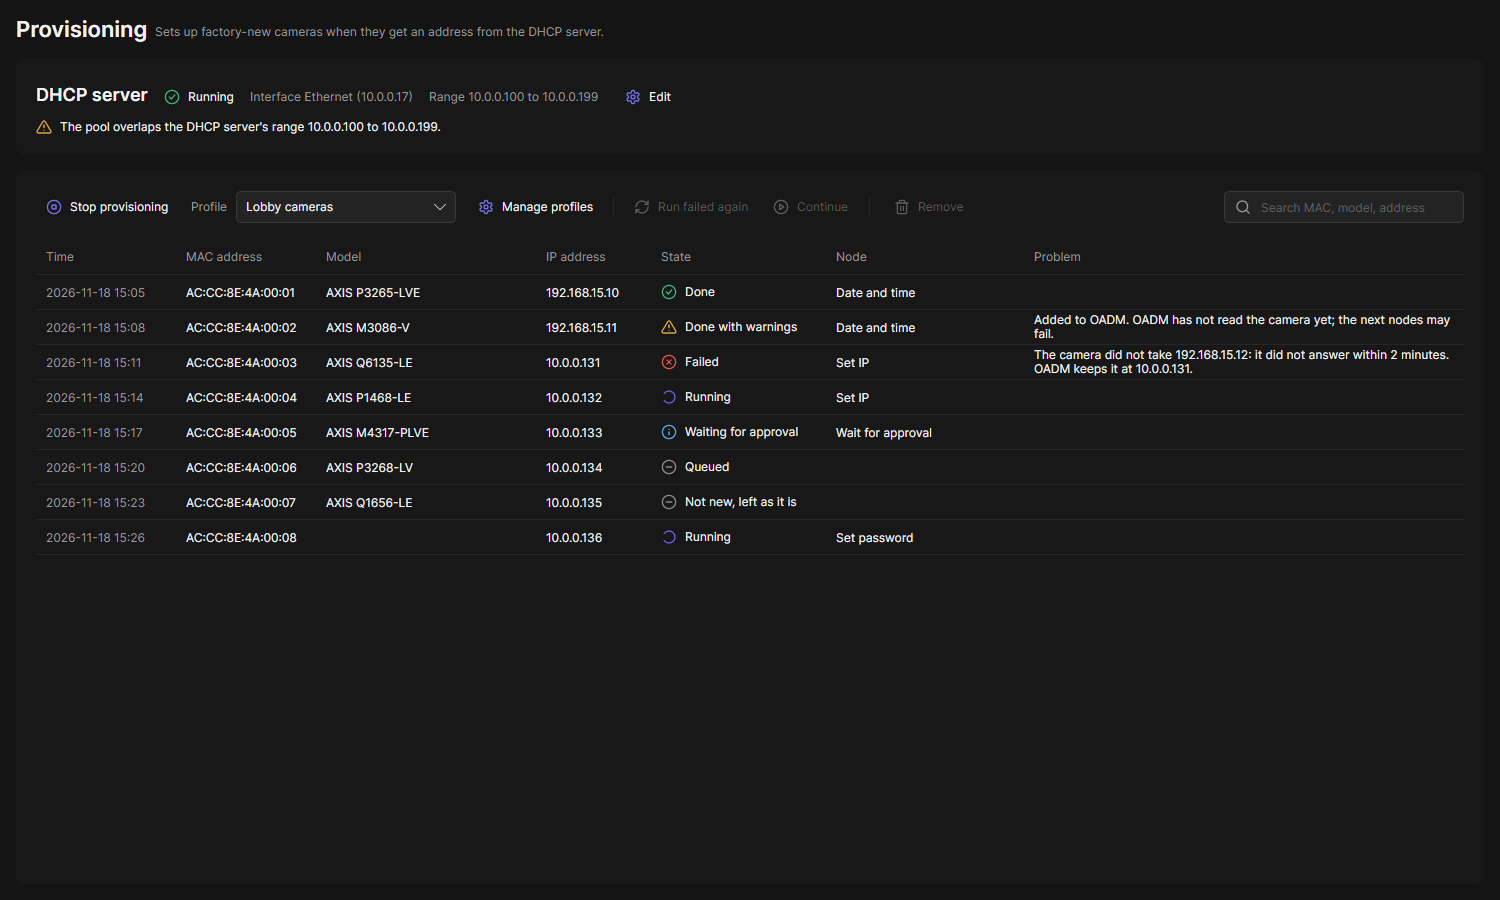 Provisioning Sets up factory-new cameras when they get an address from the DHCP server.
DHCP server Running Interface Ethernet (10.0.0.17) Range 10.0.0.100 to 10.0.0.199 Edit
The pool overlaps the DHCP server's range 10.0.0.100 to 10.0.0.199.
Stop provisioning Profile Lobby cameras Manage profiles Run failed again Continue Remove Search MAC, model, address
Time MAC address Model IP address State Node Problem
2026-11-18 15:05 AC:CC:8E:4A:00:01 AXIS P3265-LVE 192.168.15.10 Done Date and time
2026-11-18 15:08 AC:CC:8E:4A:00:02 AXIS M3086-V 192.168.15.11 Done with warnings Date and time Added to OADM. OADM has not read the camera yet; the next nodes may
fail.
2026-11-18 15:11 AC:CC:8E:4A:00:03 AXIS Q6135-LE 10.0.0.131 Failed Set IP The camera did not take 192.168.15.12: it did not answer within 2 minutes.
OADM keeps it at 10.0.0.131.
2026-11-18 15:14 AC:CC:8E:4A:00:04 AXIS P1468-LE 10.0.0.132 Running Set IP
2026-11-18 15:17 AC:CC:8E:4A:00:05 AXIS M4317-PLVE 10.0.0.133 Waiting for approval Wait for approval
2026-11-18 15:20 AC:CC:8E:4A:00:06 AXIS P3268-LV 10.0.0.134 Queued
2026-11-18 15:23 AC:CC:8E:4A:00:07 AXIS Q1656-LE 10.0.0.135 Not new, left as it is
2026-11-18 15:26 AC:CC:8E:4A:00:08 10.0.0.136 Running Set password